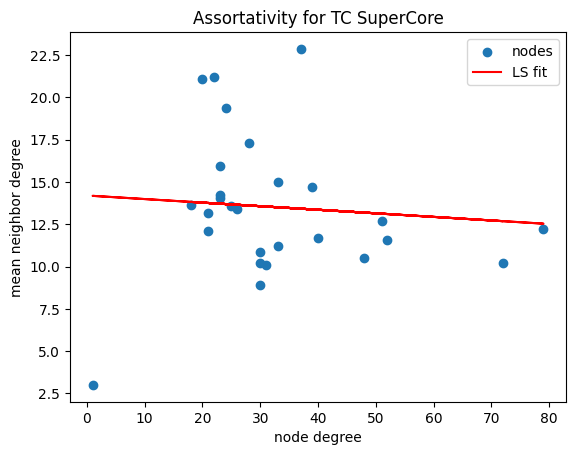 Assortativity for TC SuperCore
nodes
LS fit
mean neighbor degree
22.5
20.0
17.5
15.0
12.5
10.0
7.5
5.0
2.5
0 10 20 30 40 50 60 70 80
node degree